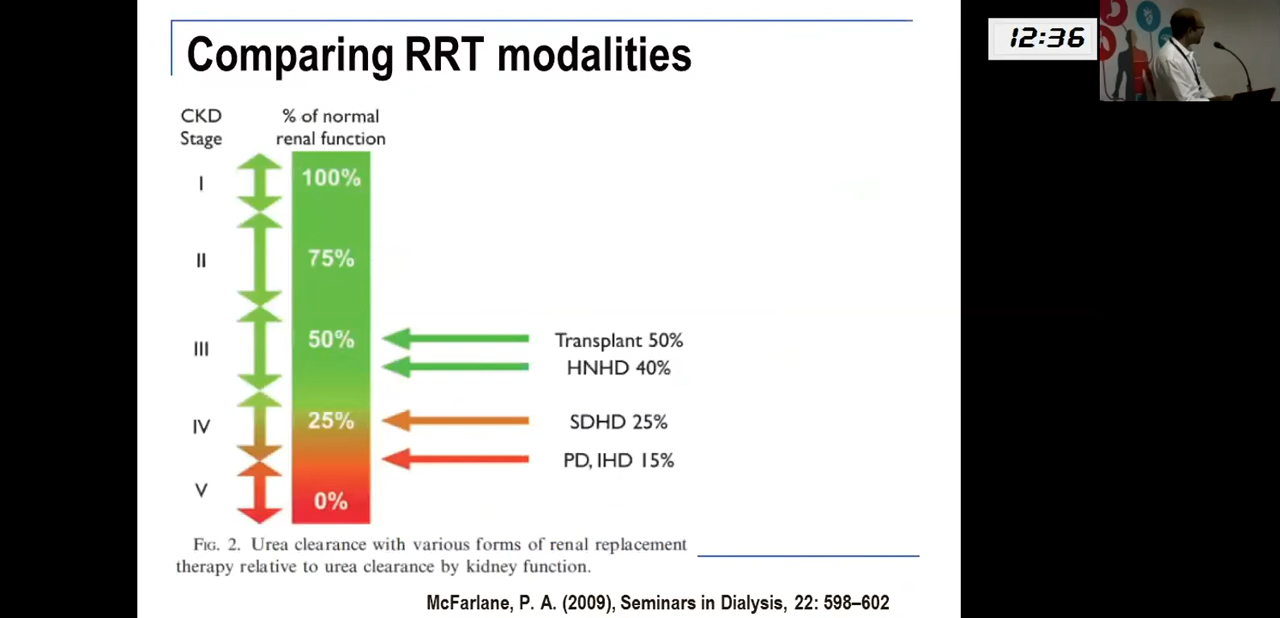 Comparing RRT modalities
12:36
CKD
Stage
% of normal
renal function
I
100%
II
75%
III
50%
Transplant 50%
HNHD 40%
IV
25%
SDHD 25%
PD, IHD 15%
V
0%
FIG. 2. Urea clearance with various forms of renal replacement
therapy relative to urea clearance by kidney function.
McFarlane, P. A. (2009), Seminars in Dialysis, 22: 598–602